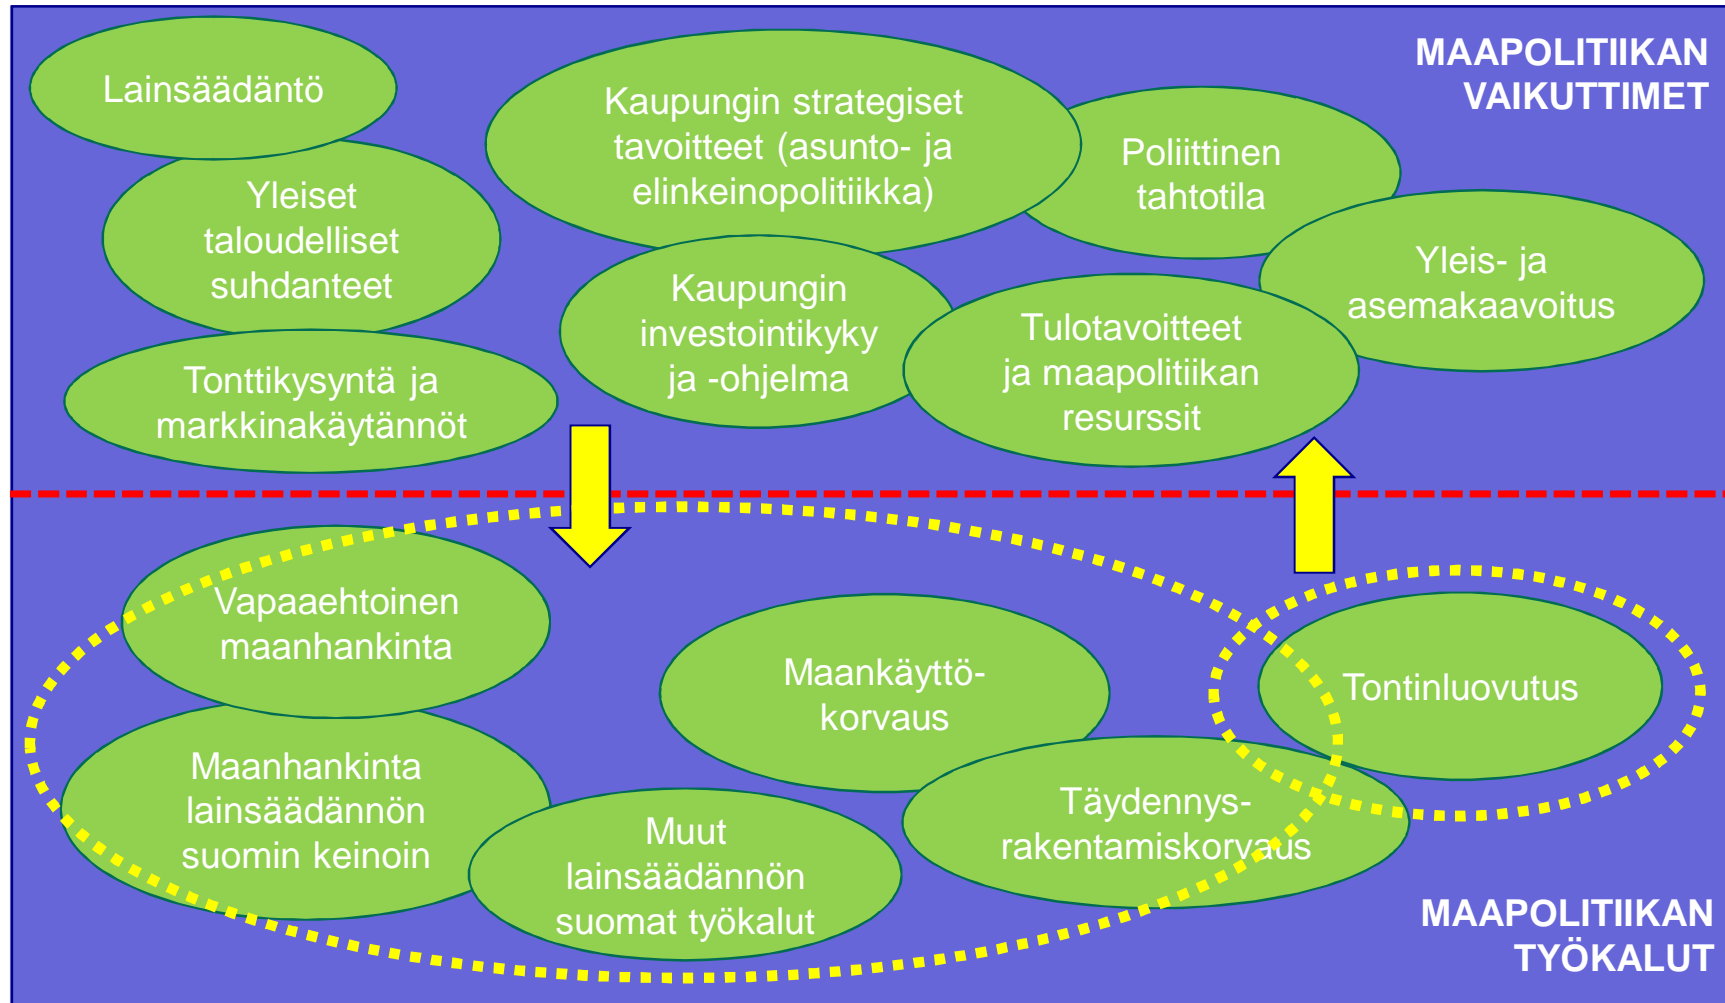 MAAPOLITIIKAN
VAIKUTTIMET
Lainsäädäntö
Kaupungin strategiset
tavoitteet (asunto- ja
elinkeinopolitiikka)
Poliittinen
tahtotila
Yleiset
taloudelliset
suhdanteet
Yleis- ja
asemakaavoitus
Kaupungin
investointikyky
ja -ohjelma
Tulotavoitteet
ja maapolitiikan
resurssit
Tonttikysyntä ja
markkinakäytännöt
Vapaaehtoinen
maanhankinta
Maankäyttö-
korvaus
Tontinluovutus
Maanhankinta
lainsäädännön
suomin keinoin
Muut
lainsäädännön
suomat työkalut
Täydennys-
rakentamiskorvaus
MAAPOLITIIKAN
TYÖKALUT